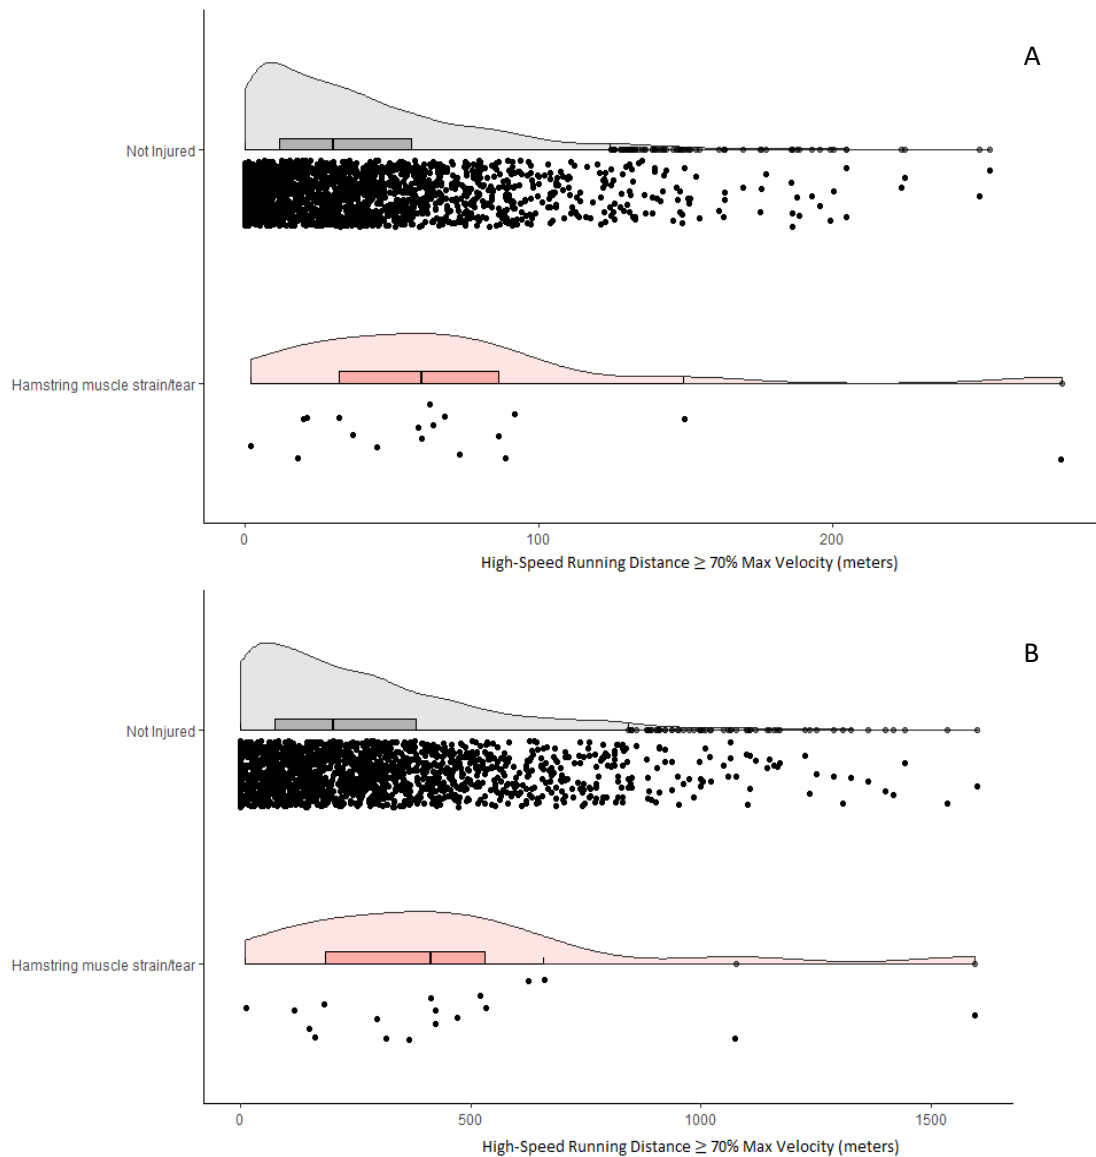 A
Not Injured
Hamstring muscle strain/tear
0 100 200
High-Speed Running Distance ≥ 70% Max Velocity (meters)
B
Not Injured
Hamstring muscle strain/tear
0 500 1000 1500
High-Speed Running Distance ≥ 70% Max Velocity (meters)